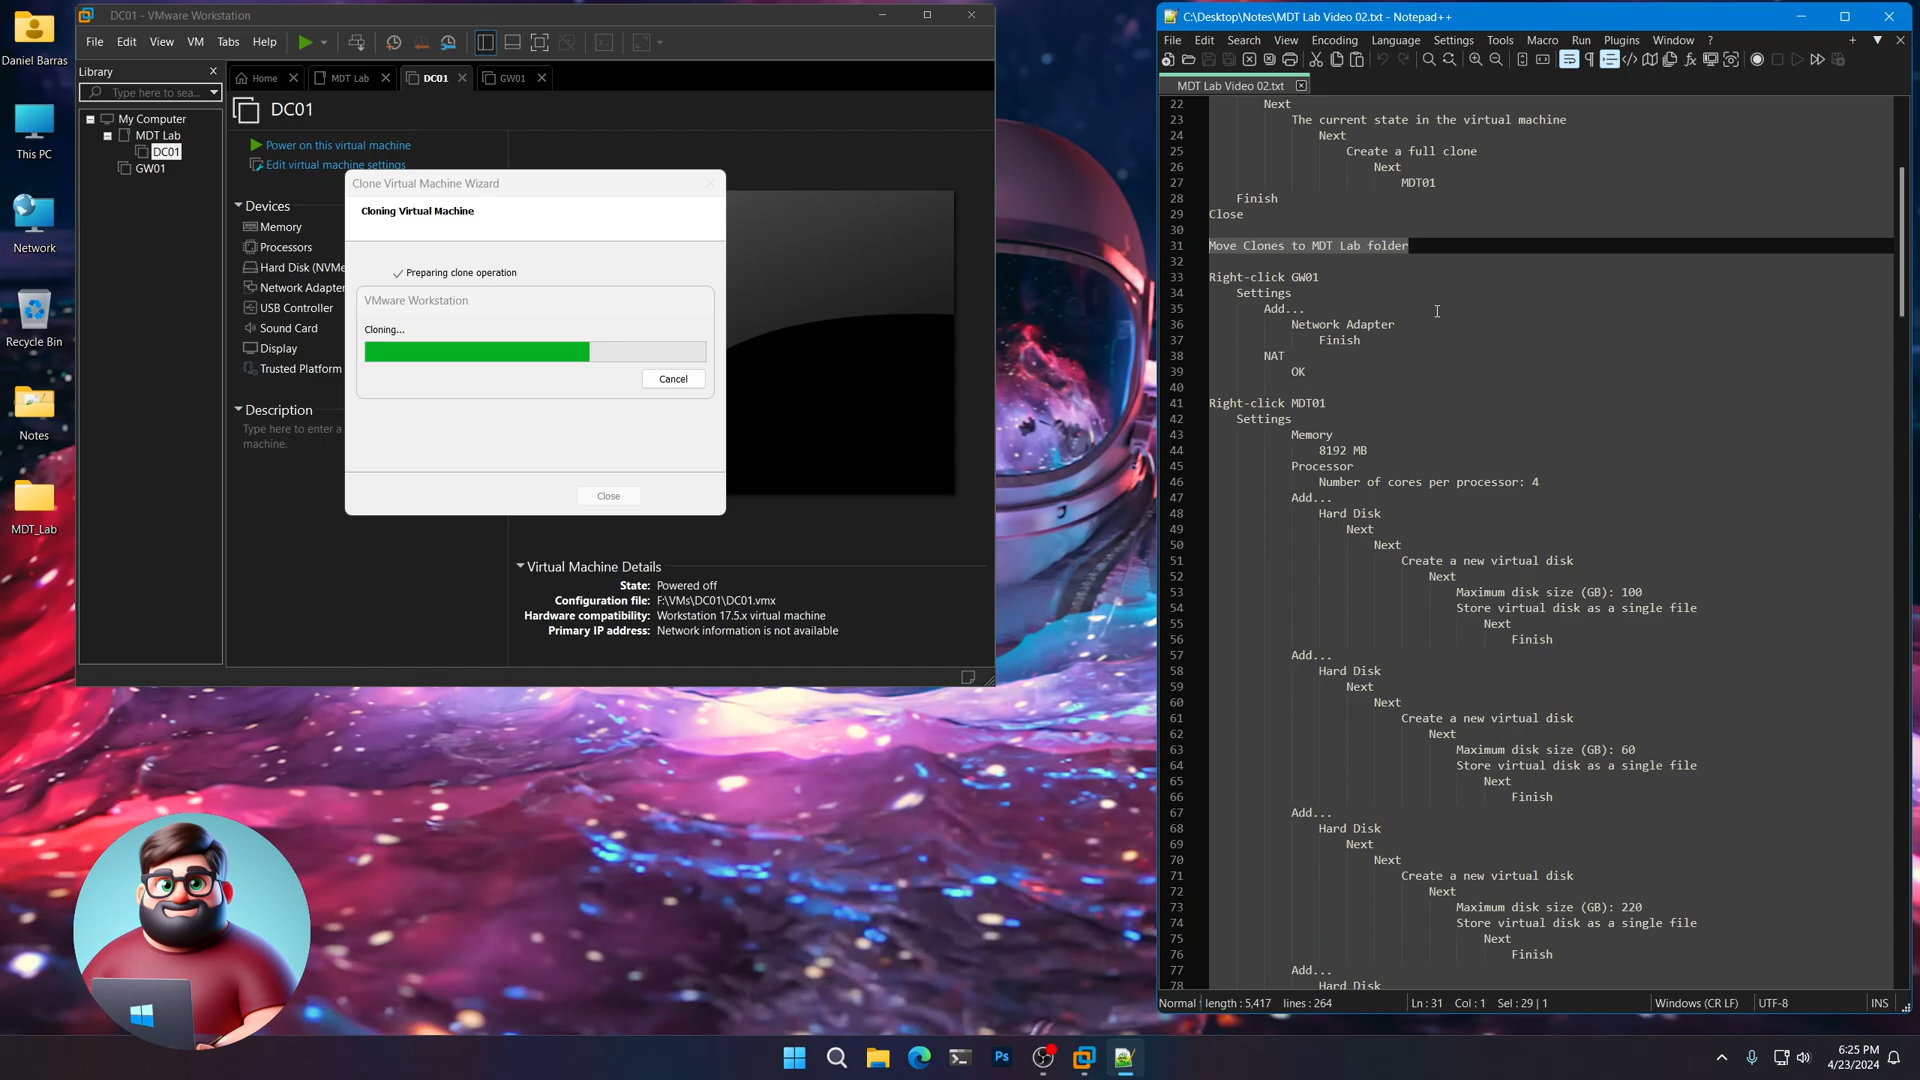 Daniel Barras
This PC
Network
Recycle Bin
Notes
MDT_Lab
DC01 - VMware Workstation
File Edit View VM Tabs Help
Library
Type here to sea...
My Computer
MDT Lab
DC01
GW01
Home
MDT Lab
DC01
GW01
DC01
Power on this virtual machine
Edit virtual machine settings
Devices
Memory
Processors
Hard Disk (NVMe
Network Adapter
USB Controller
Sound Card
Display
Trusted Platform
Description
Type here to enter a
machine.
Clone Virtual Machine Wizard
Cloning Virtual Machine
Preparing clone operation
VMware Workstation
Cloning...
Cancel
Close
Virtual Machine Details
State: Powered off
Configuration file: F:\VMs\DC01\DC01.vmx
Hardware compatibility: Workstation 17.5.x virtual machine
Primary IP address: Network information is not available
C:\Desktop\Notes\MDT Lab Video 02.txt - Notepad++
File Edit Search View Encoding Language Settings Tools Macro Run Plugins Window ?
MDT Lab Video 02.txt
22 Next
23 The current state in the virtual machine
24 Next
25 Create a full clone
26 Next
27 MDT01
28 Finish
29 Close
30
31 Move Clones to MDT Lab folder
32
33 Right-click GW01
34 Settings
35 Add...
36 Network Adapter
37 Finish
38 NAT
39 OK
40
41 Right-click MDT01
42 Settings
43 Memory
44 8192 MB
45 Processor
46 Number of cores per processor: 4
47 Add...
48 Hard Disk
49 Next
50 Next
51 Create a new virtual disk
52 Next
53 Maximum disk size (GB): 100
54 Store virtual disk as a single file
55 Next
56 Finish
57 Add...
58 Hard Disk
59 Next
60 Next
61 Create a new virtual disk
62 Next
63 Maximum disk size (GB): 60
64 Store virtual disk as a single file
65 Next
66 Finish
67 Add...
68 Hard Disk
69 Next
70 Next
71 Create a new virtual disk
72 Next
73 Maximum disk size (GB): 220
74 Store virtual disk as a single file
75 Next
76 Finish
77 Add...
78 Hard Disk
Normal length : 5,417 lines : 264 Ln : 31 Col : 1 Sel : 29 | 1 Windows (CR LF) UTF-8 INS
Ps
6:25 PM
4/23/2024